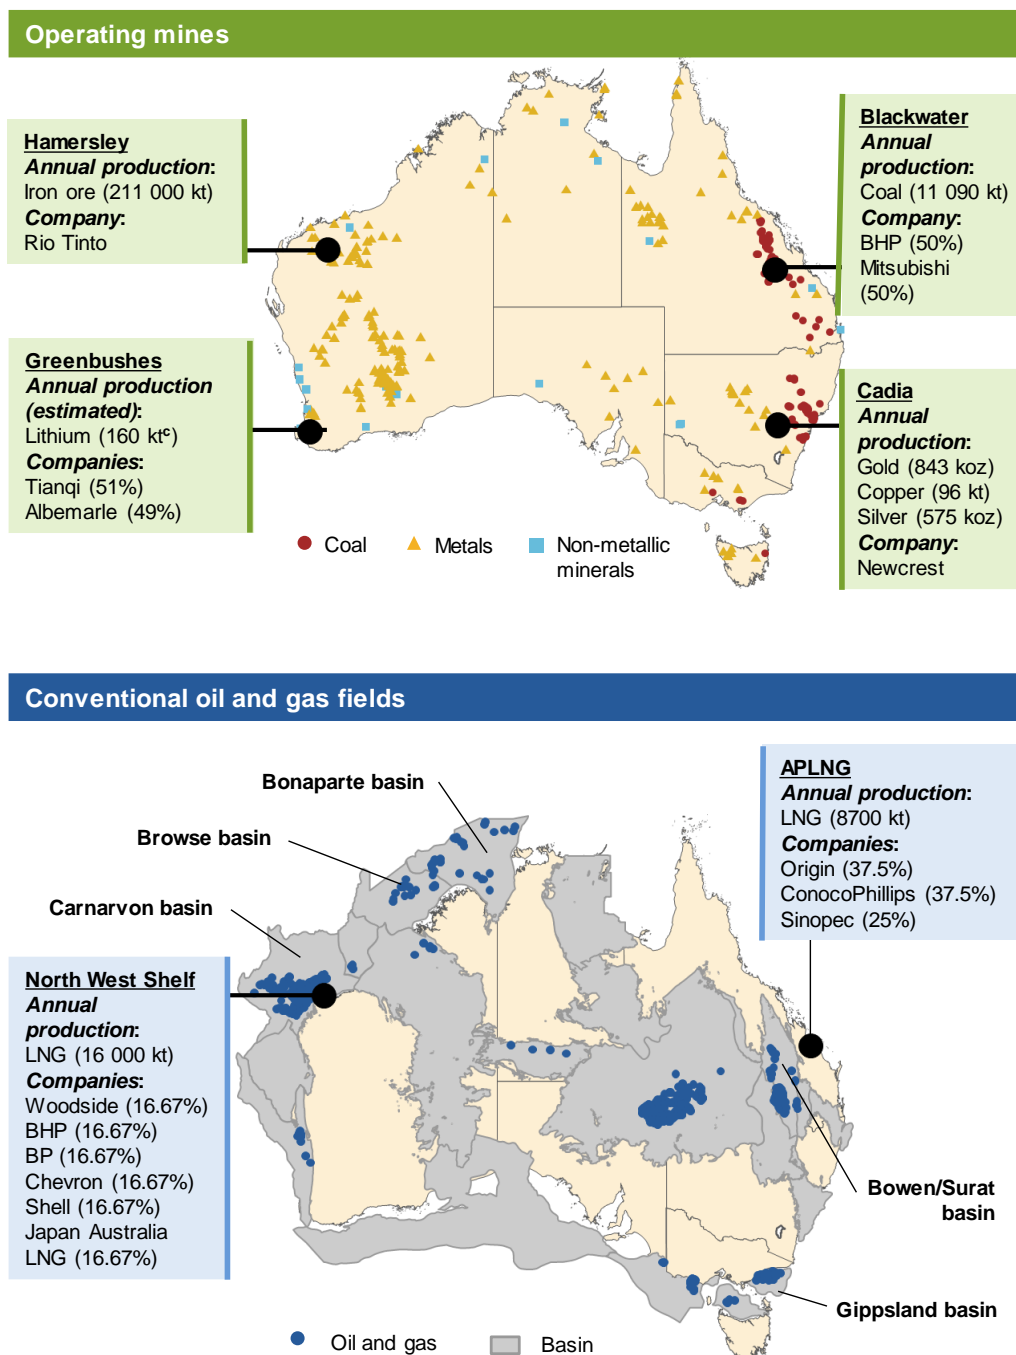 Operating mines
Hamersley
Annual production:
Iron ore (211 000 kt)
Company:
Rio Tinto
Blackwater
Annual
production:
Coal (11 090 kt)
Company:
BHP (50%)
Mitsubishi
(50%)
Greenbushes
Annual production
(estimated):
Lithium (160 ktᶜ)
Companies:
Tianqi (51%)
Albemarle (49%)
Cadia
Annual
production:
Gold (843 koz)
Copper (96 kt)
Silver (575 koz)
Company:
Newcrest
Coal
Metals
Non-metallic
minerals
Conventional oil and gas fields
Bonaparte basin
Browse basin
Carnarvon basin
APLNG
Annual production:
LNG (8700 kt)
Companies:
Origin (37.5%)
ConocoPhillips (37.5%)
Sinopec (25%)
North West Shelf
Annual
production:
LNG (16 000 kt)
Companies:
Woodside (16.67%)
BHP (16.67%)
BP (16.67%)
Chevron (16.67%)
Shell (16.67%)
Japan Australia
LNG (16.67%)
Bowen/Surat
basin
Gippsland basin
Oil and gas
Basin